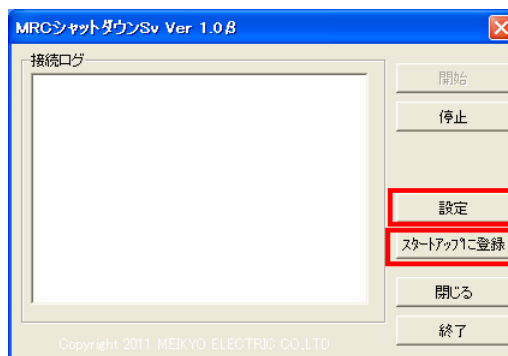 MRCシャットダウンSv Ver 1.0β
接続ログ
開始
停止
設定
スタートアップに登録
閉じる
終了
Copyright 2011 MEIKYO ELECTRIC CO.,LTD